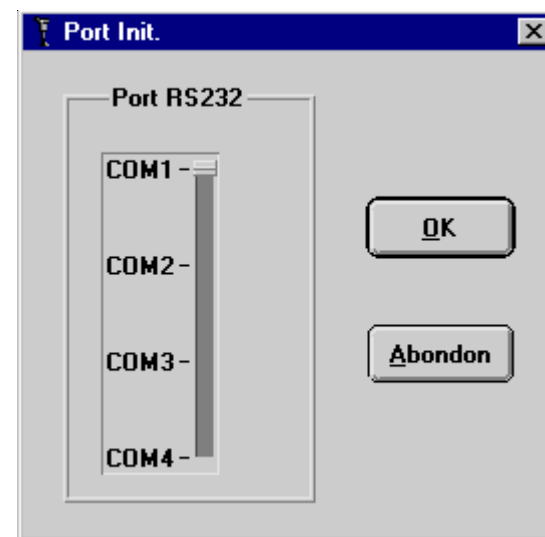 Port Init.
Port RS232
COM1
COM2
COM3
COM4
OK
Abondon